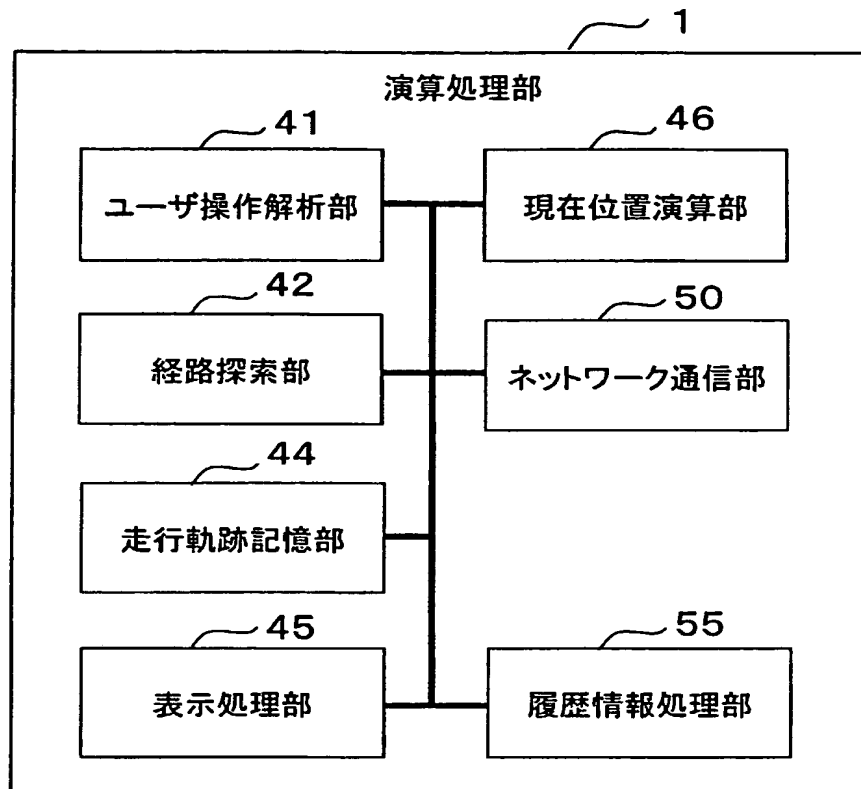 1
演算処理部
41
ユーザ操作解析部
46
現在位置演算部
42
経路探索部
50
ネットワーク通信部
44
走行軌跡記憶部
45
表示処理部
55
履歴情報処理部